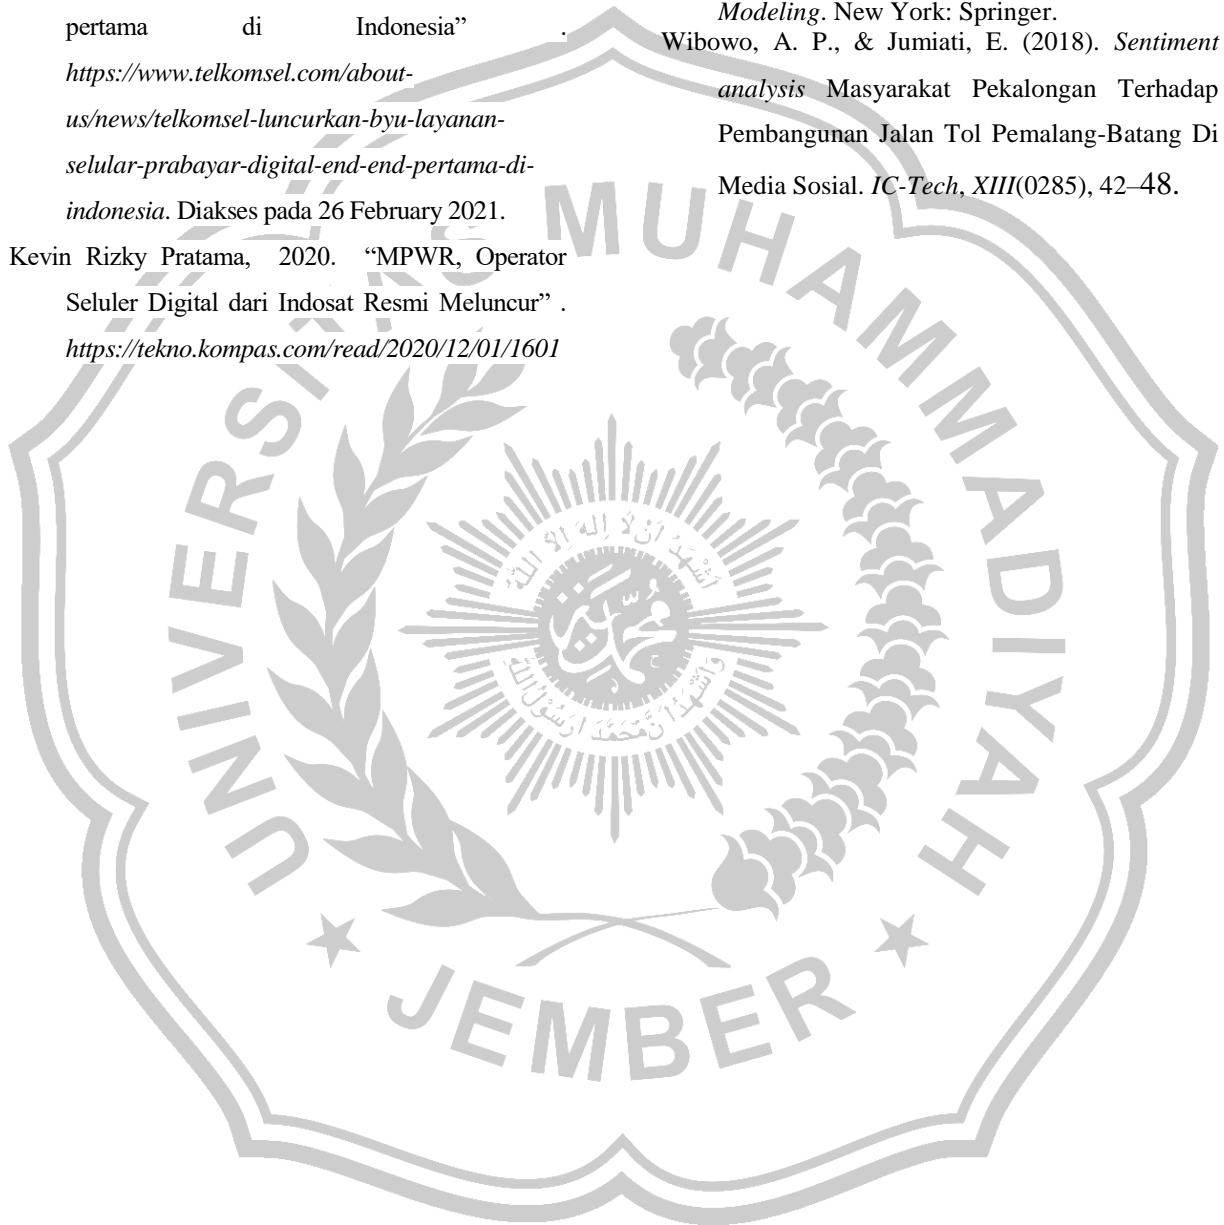 pertama di Indonesia” .
https://www.telkomsel.com/about-
us/news/telkomsel-luncurkan-byu-layanan-
selular-prabayar-digital-end-end-pertama-di-
indonesia. Diakses pada 26 February 2021.
Kevin Rizky Pratama, 2020. “MPWR, Operator
Seluler Digital dari Indosat Resmi Meluncur” .
https://tekno.kompas.com/read/2020/12/01/1601
Modeling. New York: Springer.
Wibowo, A. P., & Jumiati, E. (2018). Sentiment
analysis Masyarakat Pekalongan Terhadap
Pembangunan Jalan Tol Pemalang-Batang Di
Media Sosial. IC-Tech, XIII(0285), 42–48.
MUHAMMADIYAH
JEMBER